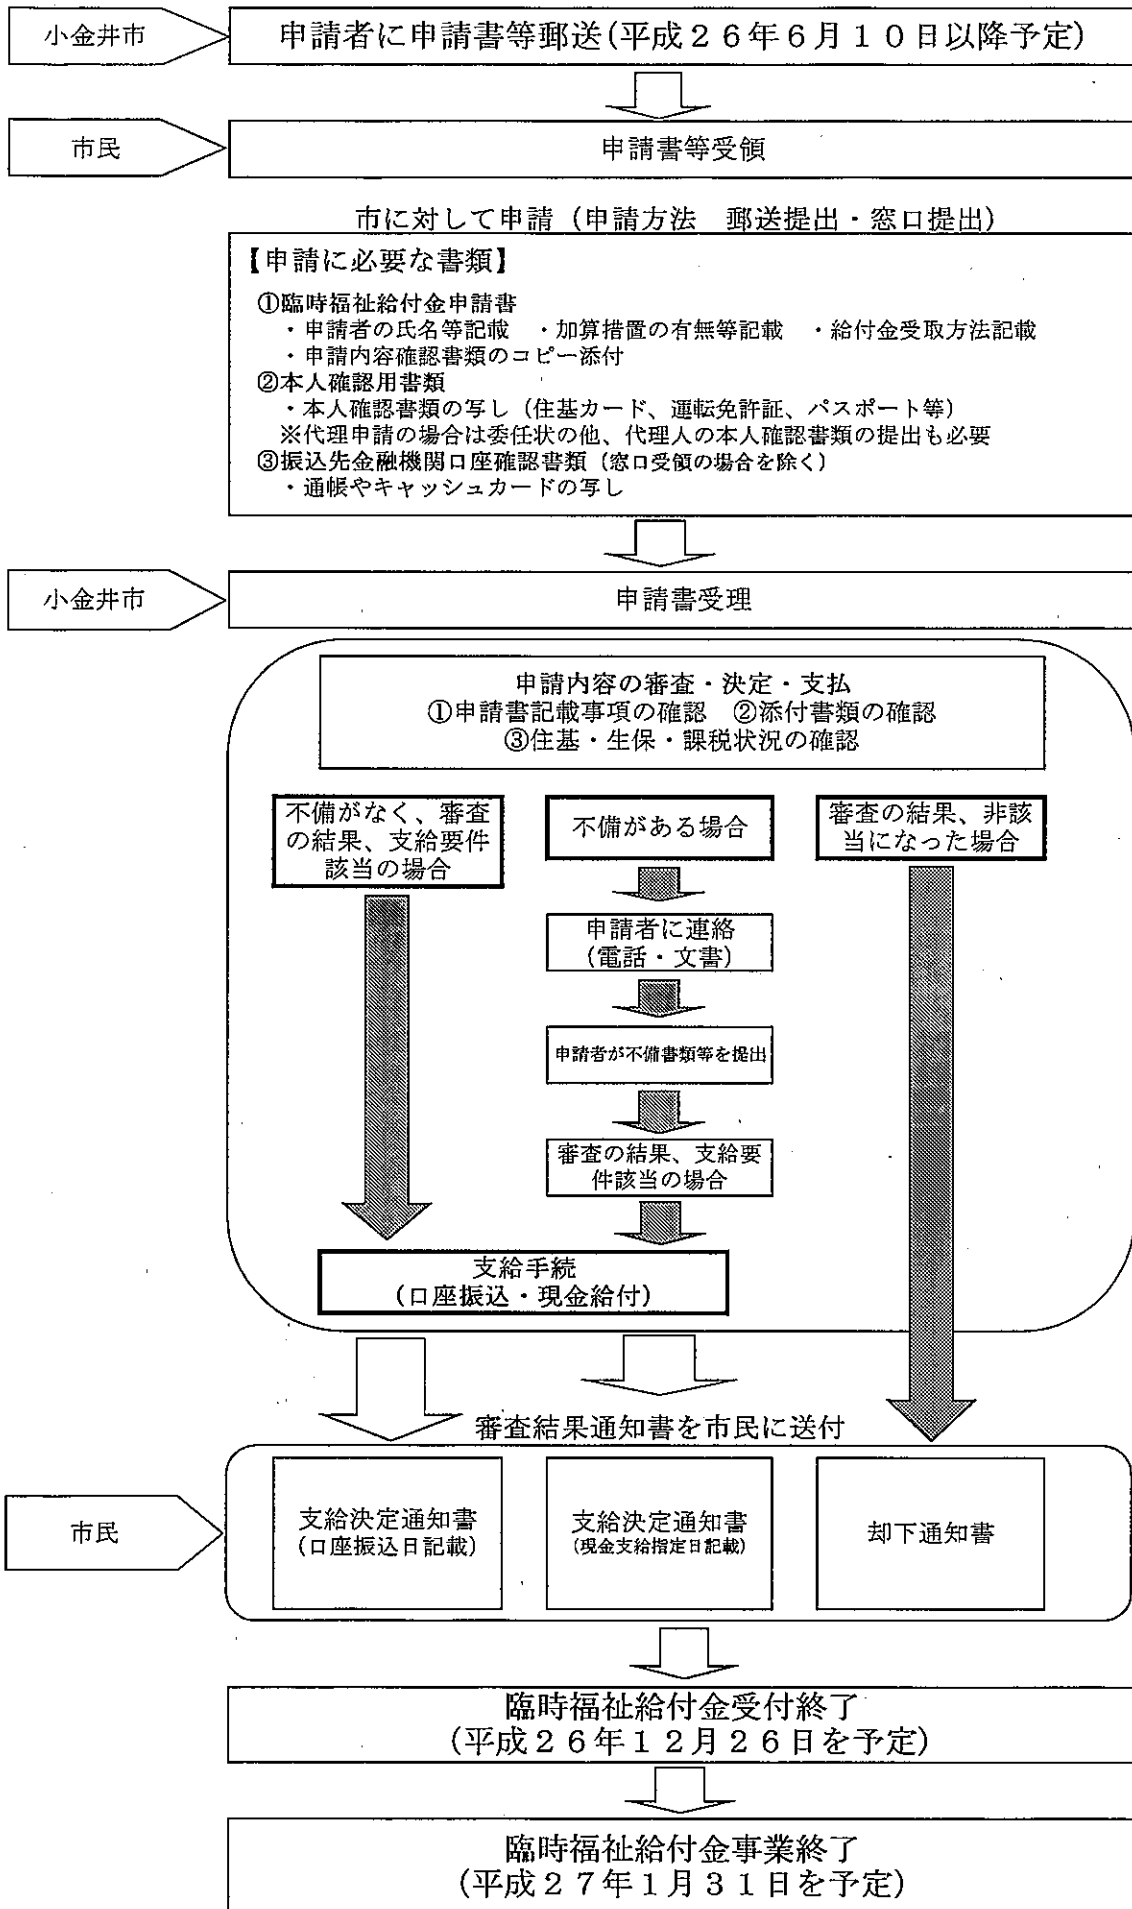 小金井市
申請者に申請書等郵送(平成２６年６月１０日以降予定)
市民
申請書等受領
市に対して申請（申請方法　郵送提出・窓口提出）
【申請に必要な書類】
①臨時福祉給付金申請書
・申請者の氏名等記載　・加算措置の有無等記載　・給付金受取方法記載
・申請内容確認書類のコピー添付
②本人確認用書類
・本人確認書類の写し（住基カード、運転免許証、パスポート等）
※代理申請の場合は委任状の他、代理人の本人確認書類の提出も必要
③振込先金融機関口座確認書類（窓口受領の場合を除く）
・通帳やキャッシュカードの写し
小金井市
申請書受理
申請内容の審査・決定・支払
①申請書記載事項の確認　②添付書類の確認
③住基・生保・課税状況の確認
不備がなく、審査
の結果、支給要件
該当の場合
不備がある場合
申請者に連絡
(電話・文書)
申請者が不備書類等を提出
審査の結果、支給要
件該当の場合
審査の結果、非該
当になった場合
支給手続
(口座振込・現金給付)
審査結果通知書を市民に送付
市民
支給決定通知書
(口座振込日記載)
支給決定通知書
(現金支給指定日記載)
却下通知書
臨時福祉給付金受付終了
(平成２６年１２月２６日を予定)
臨時福祉給付金事業終了
(平成２７年１月３１日を予定)